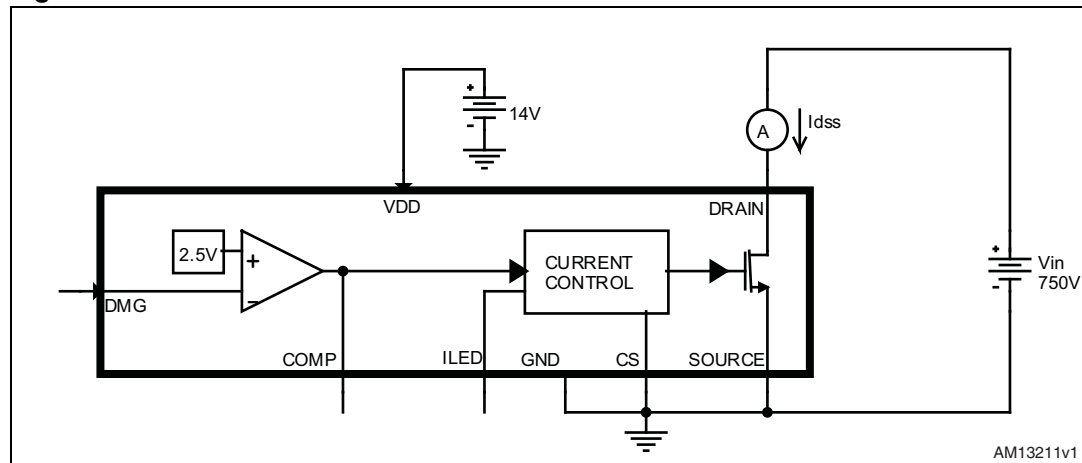 14V
A
Idss
VDD
DRAIN
2.5V
+
-
CURRENT
CONTROL
+
Vin
750V
-
DMG
+
−
COMP
ILED
GND
CS
SOURCE
AM13211v1